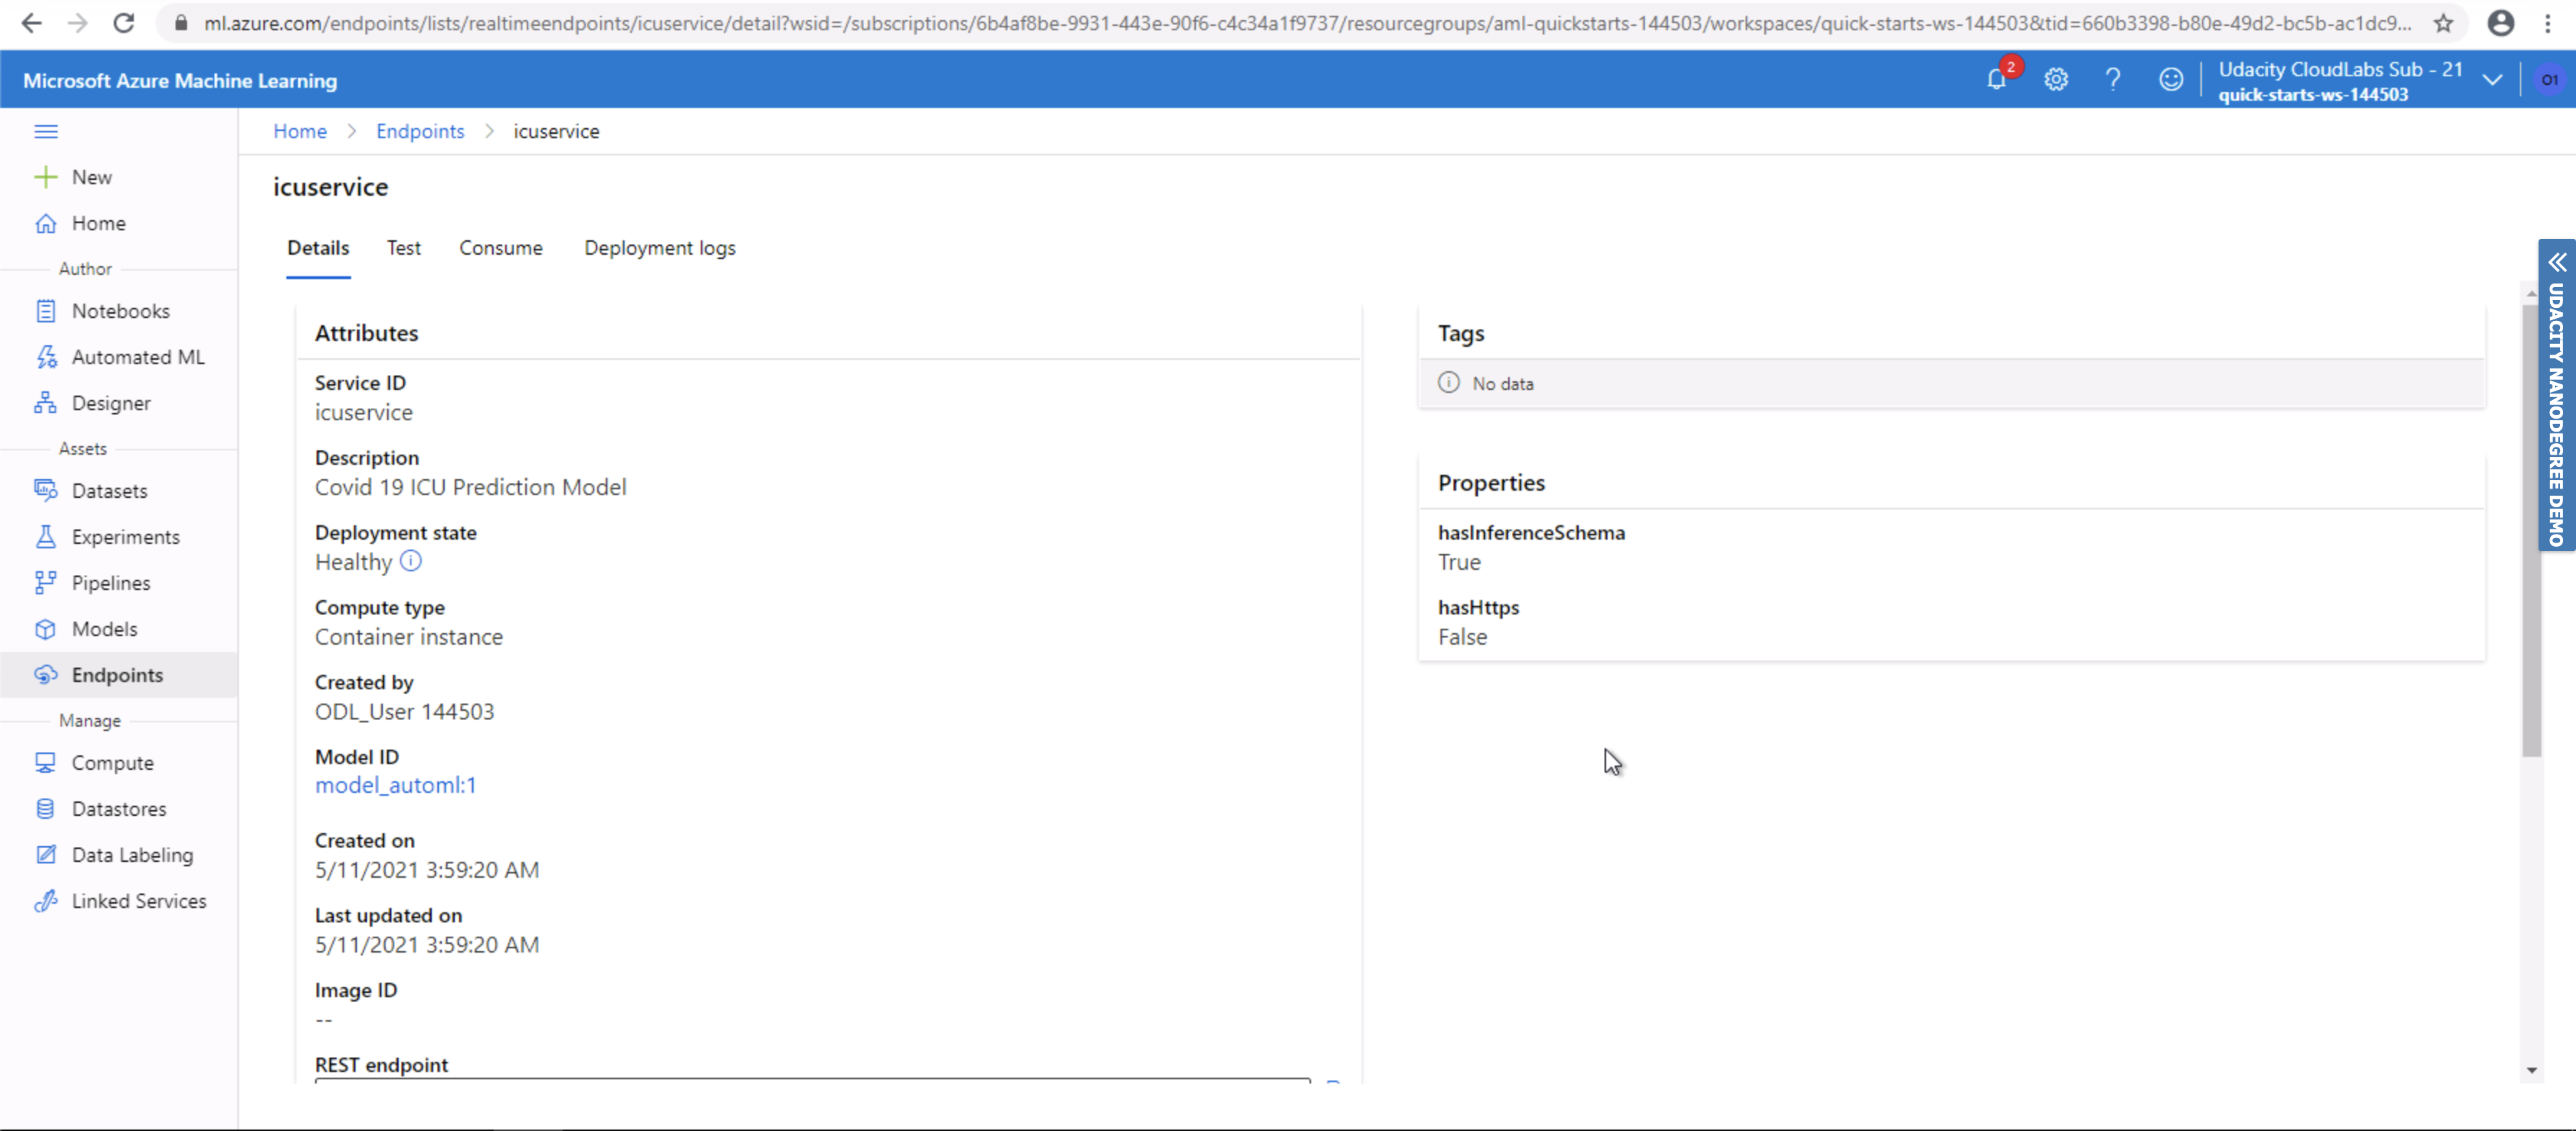 ml.azure.com/endpoints/lists/realtimeendpoints/icuservice/detail?wsid=/subscriptions/6b4af8be-9931-443e-90f6-c4c34a1f9737/resourcegroups/aml-quickstarts-144503/workspaces/quick-starts-ws-144503&tid=660b3398-b80e-49d2-bc5b-ac1dc9...
Microsoft Azure Machine Learning
2
Udacity CloudLabs Sub - 21
quick-starts-ws-144503
O1
Home > Endpoints > icuservice
New
Home
Author
Notebooks
Automated ML
Designer
Assets
Datasets
Experiments
Pipelines
Models
Endpoints
Manage
Compute
Datastores
Data Labeling
Linked Services
icuservice
Details Test Consume Deployment logs
Attributes
Service ID
icuservice
Description
Covid 19 ICU Prediction Model
Deployment state
Healthy
Compute type
Container instance
Created by
ODL_User 144503
Model ID
model_automl:1
Created on
5/11/2021 3:59:20 AM
Last updated on
5/11/2021 3:59:20 AM
Image ID
--
REST endpoint
Tags
No data
Properties
hasInferenceSchema
True
hasHttps
False
UDACITY NANODEGREE DEMO